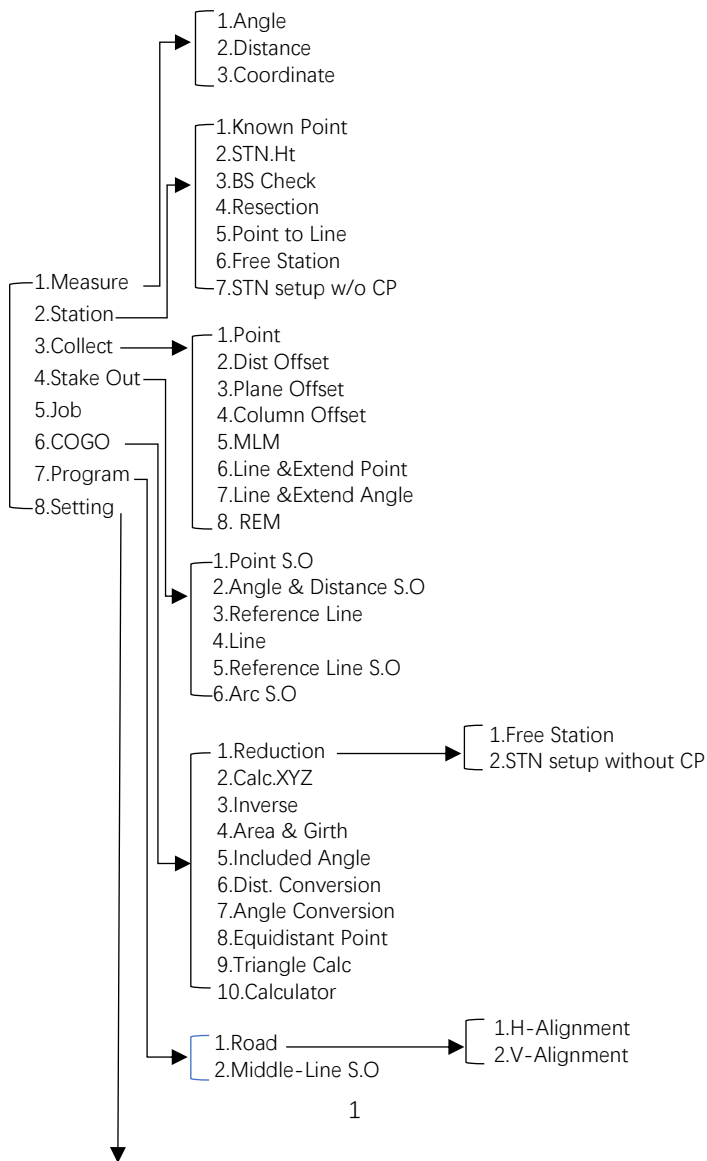 1.Angle
2.Distance
3.Coordinate
1.Known Point
2.STN.Ht
3.BS Check
4.Resection
5.Point to Line
6.Free Station
7.STN setup w/o CP
1.Measure
2.Station
3.Collect
4.Stake Out
5.Job
6.COGO
7.Program
8.Setting
1.Point
2.Dist Offset
3.Plane Offset
4.Column Offset
5.MLM
6.Line &Extend Point
7.Line &Extend Angle
8. REM
1.Point S.O
2.Angle & Distance S.O
3.Reference Line
4.Line
5.Reference Line S.O
6.Arc S.O
1.Reduction
2.Calc.XYZ
3.Inverse
4.Area & Girth
5.Included Angle
6.Dist. Conversion
7.Angle Conversion
8.Equidistant Point
9.Triangle Calc
10.Calculator
1.Free Station
2.STN setup without CP
1.Road
2.Middle-Line S.O
1.H-Alignment
2.V-Alignment
1